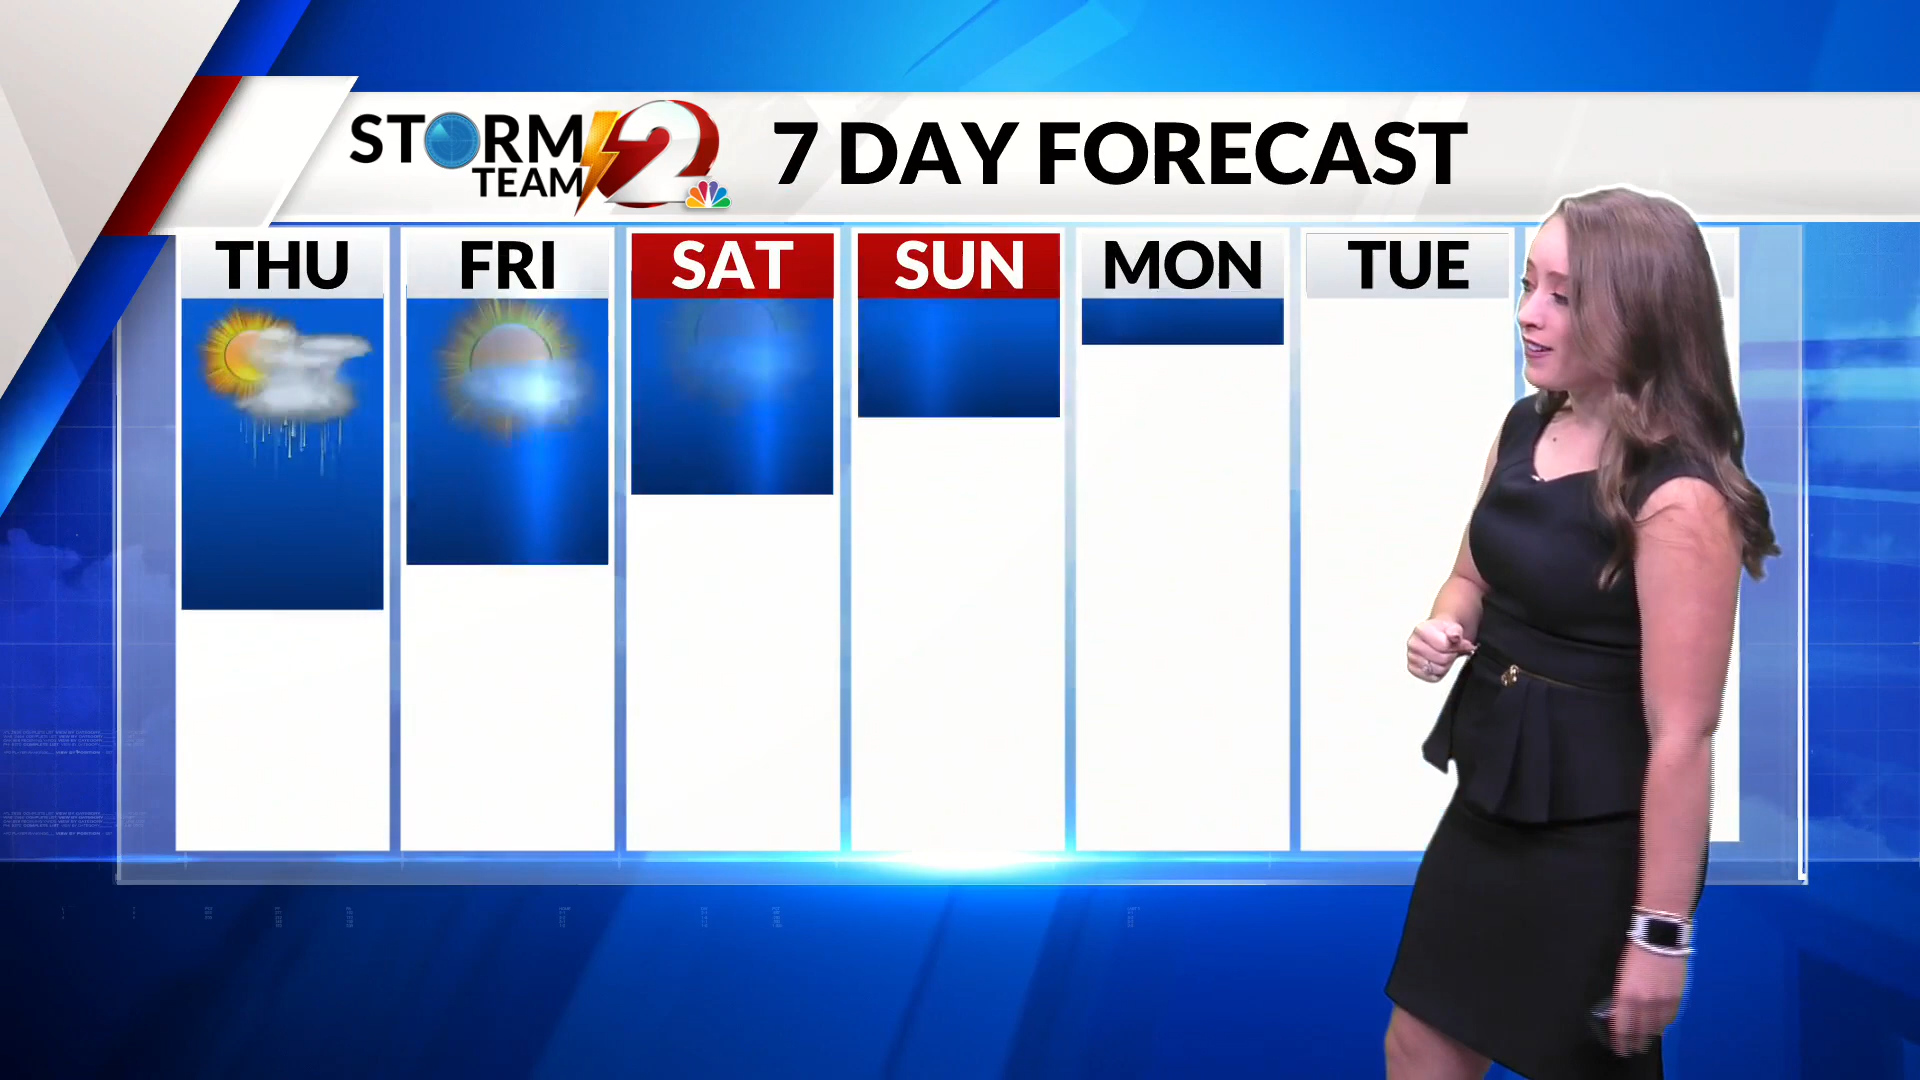 STORM
TEAM 2
7 DAY FORECAST
THU
FRI
SAT
SUN
MON
TUE